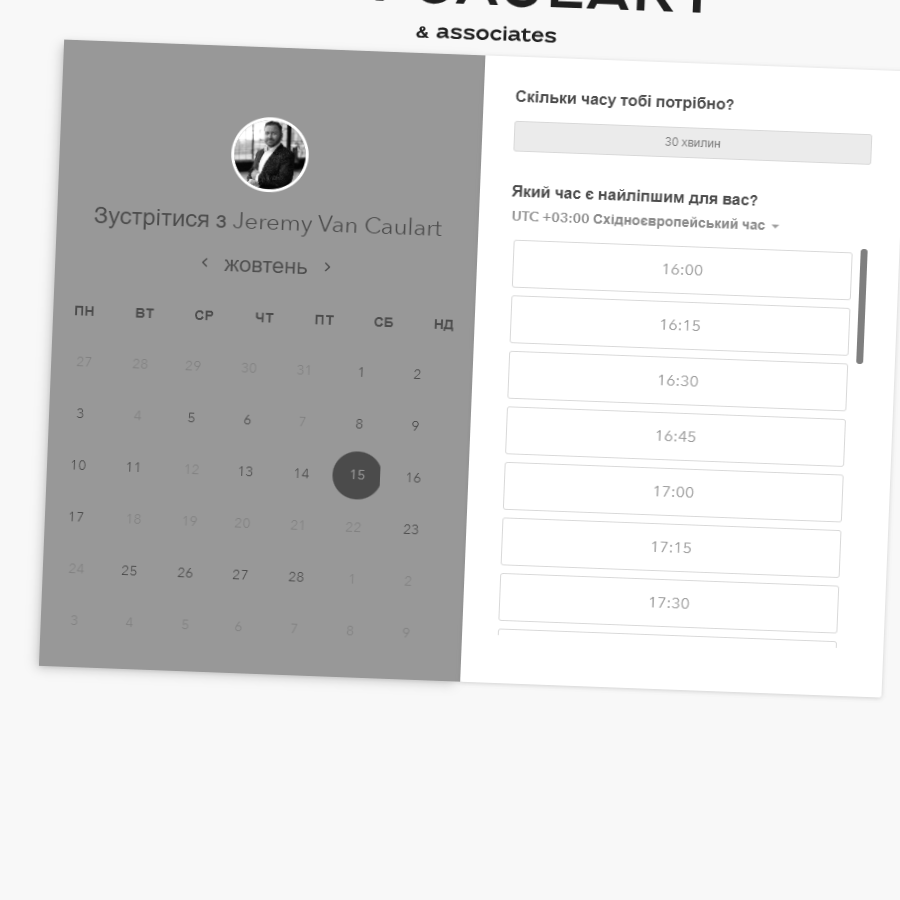 CAULART
& associates
Зустрітися з Jeremy Van Caulart
жовтень
ПН ВТ СР ЧТ ПТ СБ НД
27 28 29 30 31 1 2
3 4 5 6 7 8 9
10 11 12 13 14 15 16
17 18 19 20 21 22 23
24 25 26 27 28 1 2
3 4 5 6 7 8 9
Скільки часу тобі потрібно?
30 хвилин
Який час є найліпшим для вас?
UTC +03:00 Східноєвропейський час
16:00
16:15
16:30
16:45
17:00
17:15
17:30